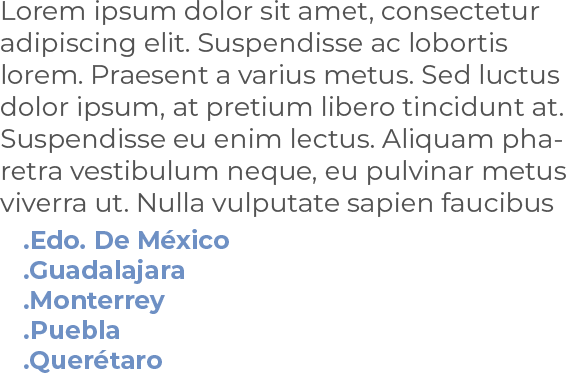 Lorem ipsum dolor sit amet, consectetur
adipiscing elit. Suspendisse ac lobortis
lorem. Praesent a varius metus. Sed luctus
dolor ipsum, at pretium libero tincidunt at.
Suspendisse eu enim lectus. Aliquam pha-
retra vestibulum neque, eu pulvinar metus
viverra ut. Nulla vulputate sapien faucibus
.Edo. De México
.Guadalajara
.Monterrey
.Puebla
.Querétaro